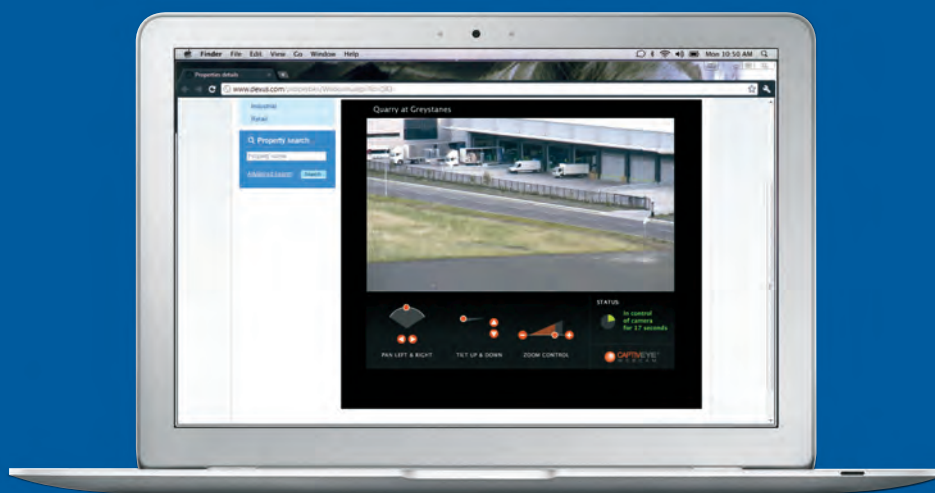 Finder File Edit View Go Window Help
Mon 10:50 AM
Properties details
www.dexus.com/properties/
Industrial
Retail
Quarry at Greystanes
Property search
Property name
Advanced search
Search
STATUS
In control
of camera
for 17 seconds
PAN LEFT & RIGHT
TILT UP & DOWN
ZOOM CONTROL
CAPTIVEYE
WEBCAM